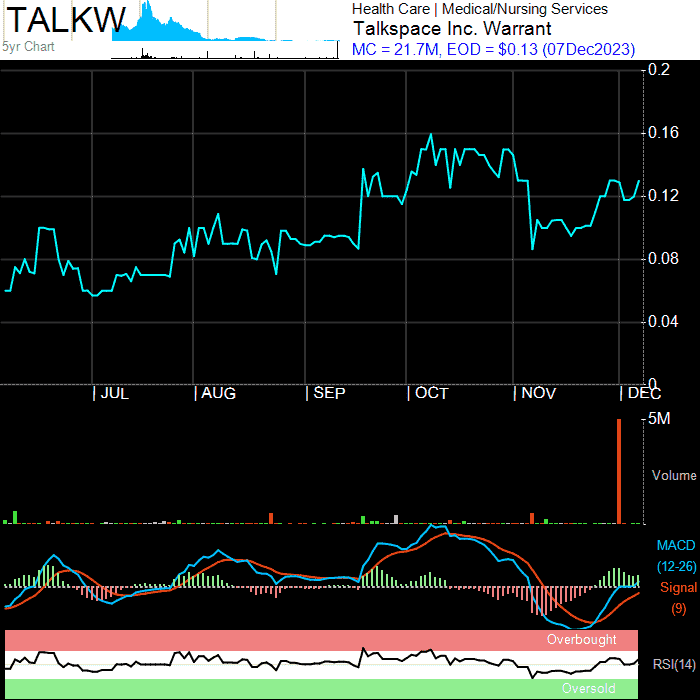 TALKW
5yr Chart
Health Care | Medical/Nursing Services
Talkspace Inc. Warrant
MC = 21.7M, EOD = $0.13 (07Dec2023)
0.2
0.16
0.12
0.08
0.04
0
| JUL | AUG | SEP | OCT | NOV | DEC
5M
Volume
MACD
(12-26)
Signal
(9)
Overbought
RSI(14)
Oversold